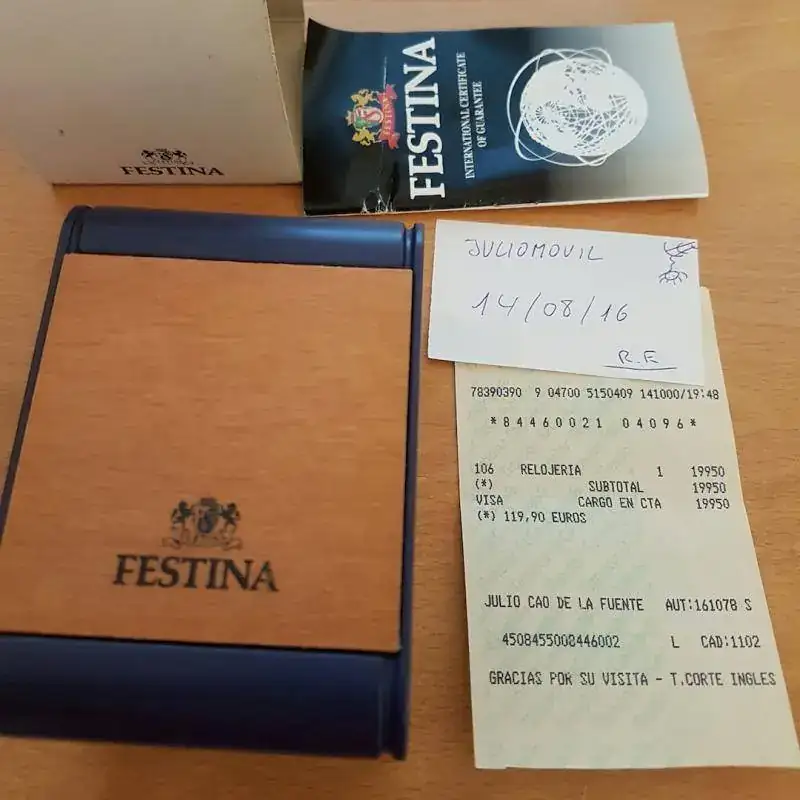 FESTINA
FESTINA
FESTINA
INTERNATIONAL CERTIFICATE
OF GUARANTEE
JULIOMOVIL
14/08/16
R.E
78390390 9 04700 5150409 141000/19:48
*84460021 04096*
106 RELOJERIA 1 19950
(*) SUBTOTAL 19950
VISA CARGO EN CTA 19950
(*) 119,90 EUROS
JULIO CAO DE LA FUENTE AUT:161078 S
4508455008446002 L CAD:1102
GRACIAS POR SU VISITA - T.CORTE INGLES
FESTINA